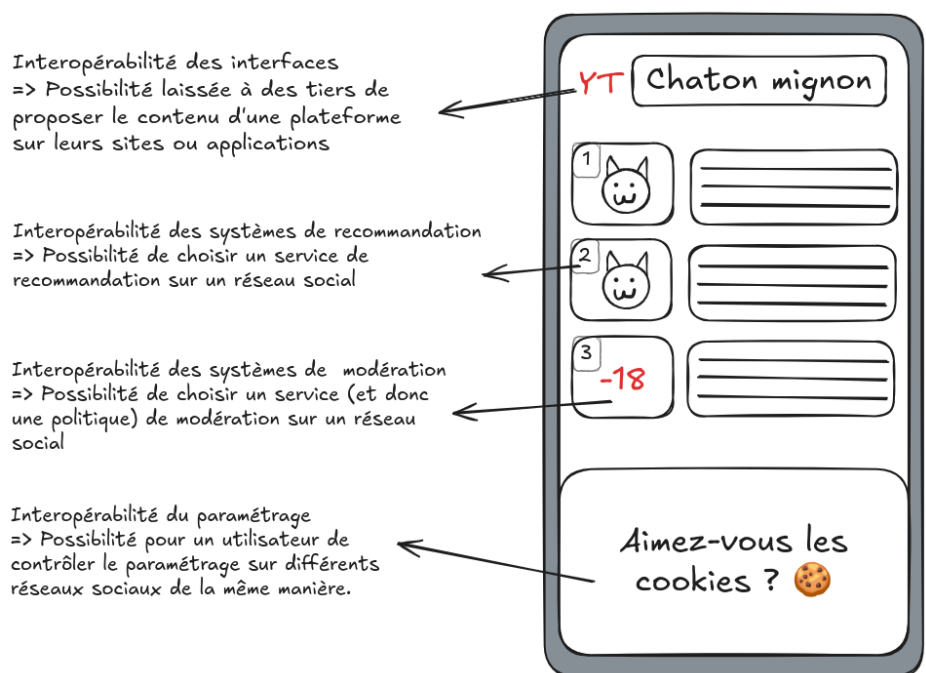 Interopérabilité des interfaces
=> Possibilité laissée à des tiers de
proposer le contenu d'une plateforme
sur leurs sites ou applications
Interopérabilité des systèmes de recommandation
=> Possibilité de choisir un service de
recommandation sur un réseau social
Interopérabilité des systèmes de modération
=> Possibilité de choisir un service (et donc
une politique) de modération sur un réseau
social
Interopérabilité du paramétrage
=> Possibilité pour un utilisateur de
contrôler le paramétrage sur différents
réseaux sociaux de la même manière.
YT Chaton mignon
1
2
3
-18
Aimez-vous les
cookies ? 🍪